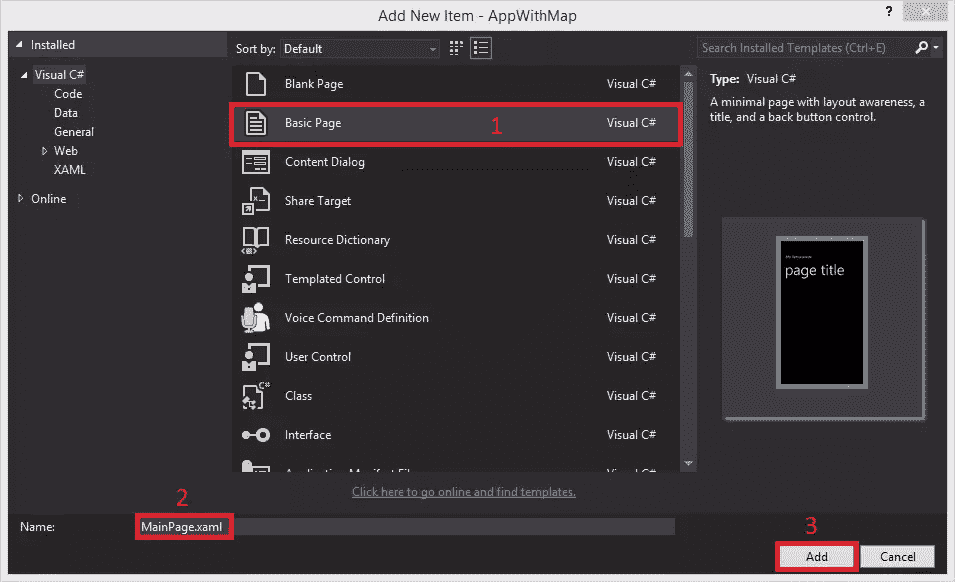 Add New Item - AppWithMap
?
Installed
Sort by: Default
Search Installed Templates (Ctrl+E)
Visual C#
Code
Data
General
Web
XAML
Online
Blank Page Visual C#
Basic Page 1 Visual C#
Content Dialog Visual C#
Share Target Visual C#
Resource Dictionary Visual C#
Templated Control Visual C#
Voice Command Definition Visual C#
User Control Visual C#
C#
Class Visual C#
Interface Visual C#
Type: Visual C#
A minimal page with layout awareness, a
title, and a back button control.
page title
Click here to go online and find templates.
2
Name: MainPage.xaml
3
Add Cancel